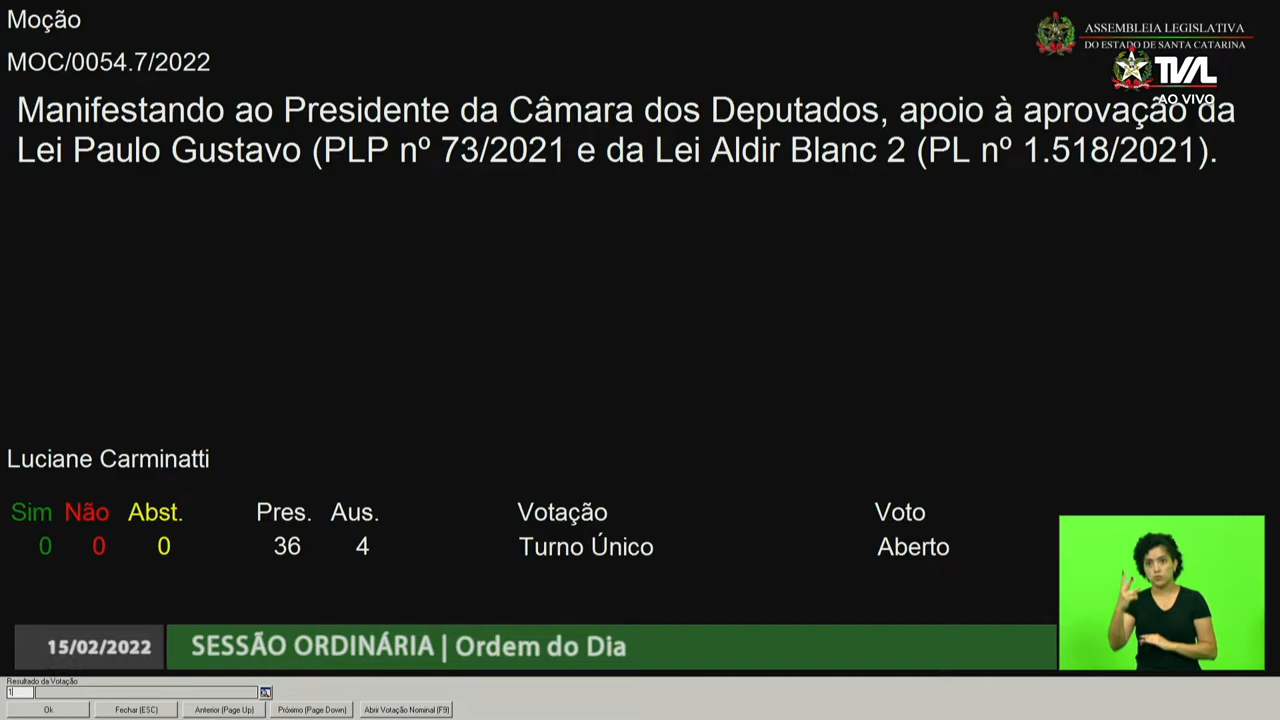 Moção
ASSEMBLEIA LEGISLATIVA
DO ESTADO DE SANTA CATARINA
MOC/0054.7/2022
TVAL
AO VIVO
Manifestando ao Presidente da Câmara dos Deputados, apoio à aprovação da
Lei Paulo Gustavo (PLP nº 73/2021 e da Lei Aldir Blanc 2 (PL nº 1.518/2021).
Luciane Carminatti
Sim Não Abst. Pres. Aus. Votação Voto
0 0 0 36 4 Turno Único Aberto
15/02/2022 SESSÃO ORDINÁRIA | Ordem do Dia
Resultado da Votação
1
Ok Fechar (ESC) Anterior (Page Up) Próximo (Page Down) Abrir Votação Nominal (F9)